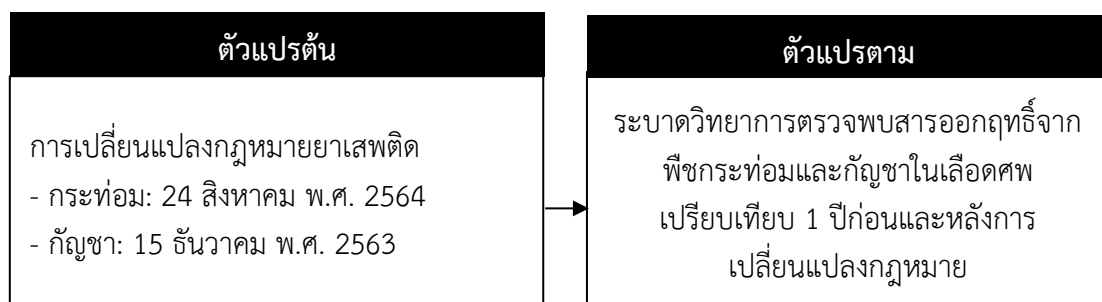 ตัวแปรต้น
การเปลี่ยนแปลงกฎหมายยาเสพติด
- กระท่อม: 24 สิงหาคม พ.ศ. 2564
- กัญชา: 15 ธันวาคม พ.ศ. 2563
ตัวแปรตาม
ระบาดวิทยาการตรวจพบสารออกฤทธิ์จาก
พืชกระท่อมและกัญชาในเลือดศพ
เปรียบเทียบ 1 ปีก่อนและหลังการ
เปลี่ยนแปลงกฎหมาย